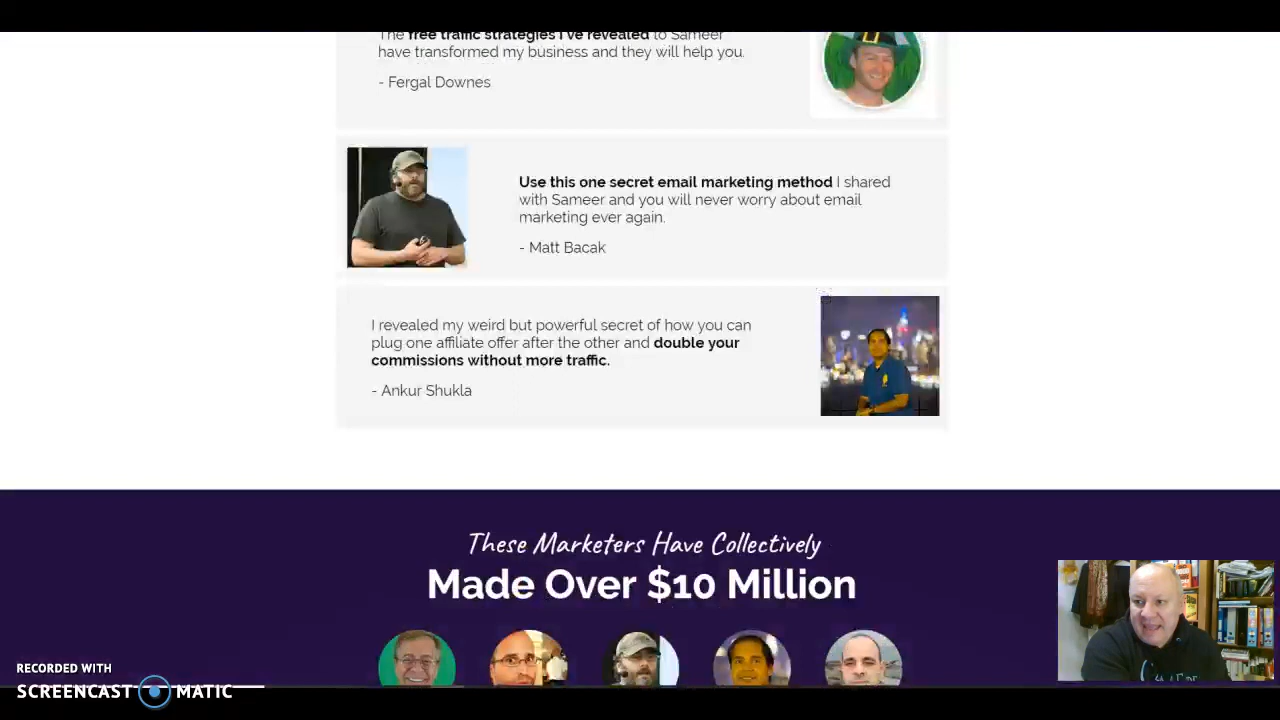 The free traffic strategies I've revealed to Sameer
have transformed my business and they will help you.
- Fergal Downes
Use this one secret email marketing method I shared
with Sameer and you will never worry about email
marketing ever again.
- Matt Bacak
I revealed my weird but powerful secret of how you can
plug one affiliate offer after the other and double your
commissions without more traffic.
- Ankur Shukla
These Marketers Have Collectively
Made Over $10 Million
RECORDED WITH
SCREENCAST MATIC